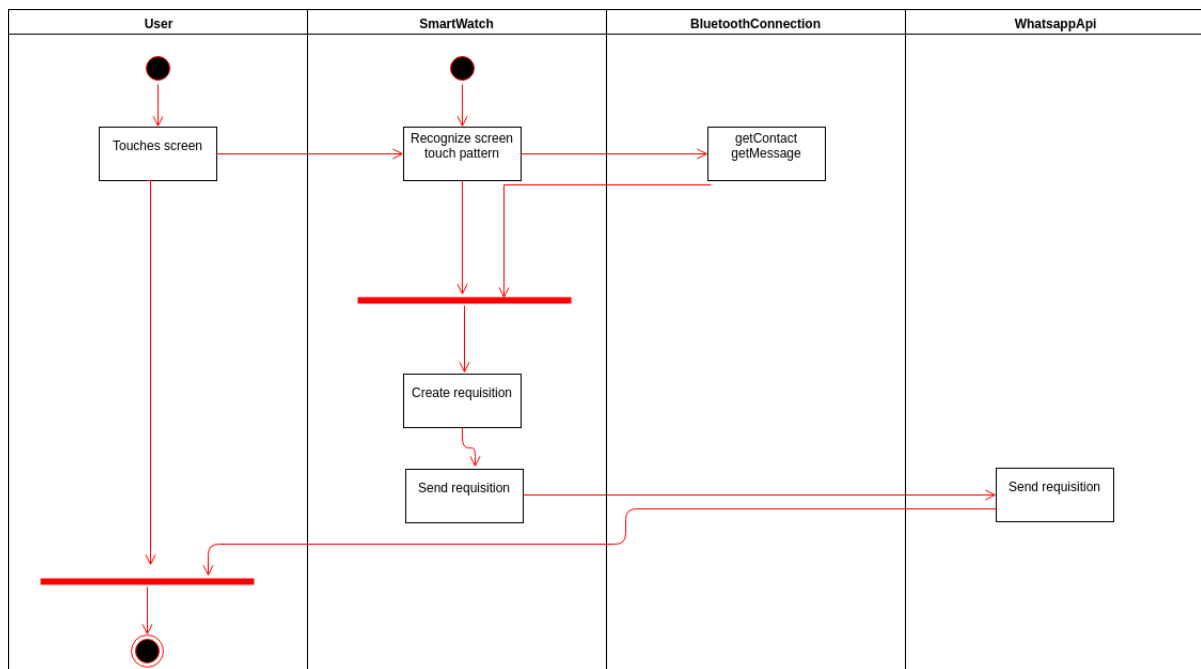 User
SmartWatch
BluetoothConnection
WhatsappApi
Touches screen
Recognize screen
touch pattern
getContact
getMessage
Create requisition
Send requisition
Send requisition